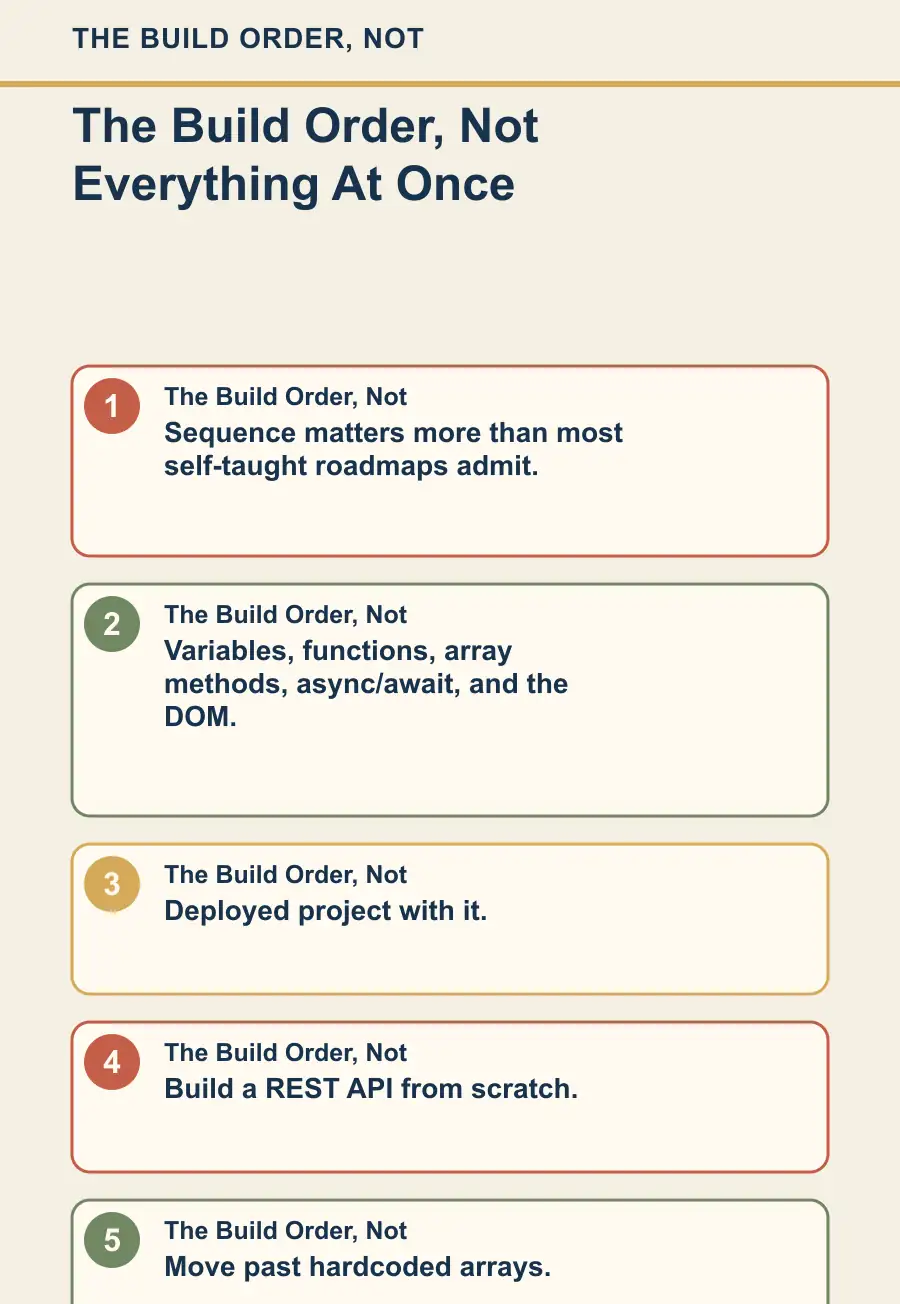 THE BUILD ORDER, NOT
The Build Order, Not
Everything At Once
1
The Build Order, Not
Sequence matters more than most
self-taught roadmaps admit.
2
The Build Order, Not
Variables, functions, array
methods, async/await, and the
DOM.
3
The Build Order, Not
Deployed project with it.
4
The Build Order, Not
Build a REST API from scratch.
5
The Build Order, Not
Move past hardcoded arrays.